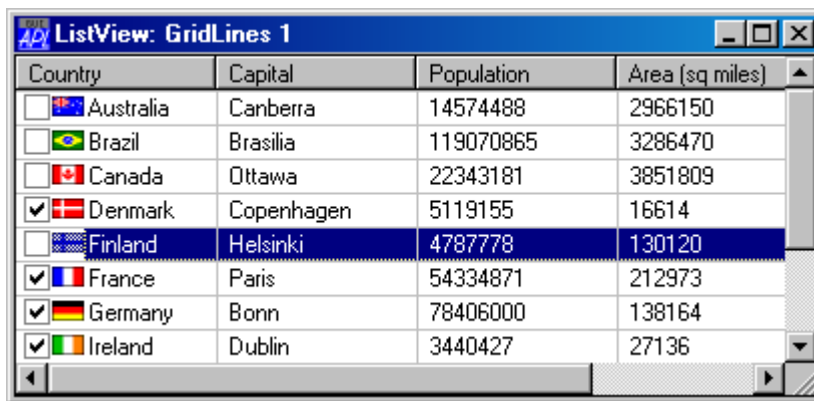 GUI APL ListView: GridLines 1
Country Capital Population Area (sq miles)
Australia Canberra 14574488 2966150
Brazil Brasilia 119070865 3286470
Canada Ottawa 22343181 3851809
Denmark Copenhagen 5119155 16614
Finland Helsinki 4787778 130120
France Paris 54334871 212973
Germany Bonn 78406000 138164
Ireland Dublin 3440427 27136